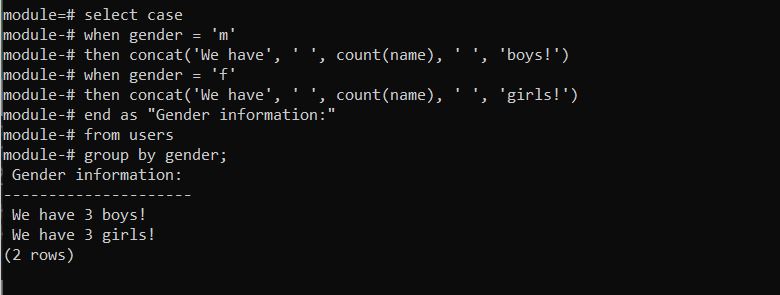 module=# select case
module-# when gender = 'm'
module-# then concat('We have', ' ', count(name), ' ', 'boys!')
module-# when gender = 'f'
module-# then concat('We have', ' ', count(name), ' ', 'girls!')
module-# end as "Gender information:"
module-# from users
module-# group by gender;
 Gender information:
---------------------
 We have 3 boys!
 We have 3 girls!
(2 rows)